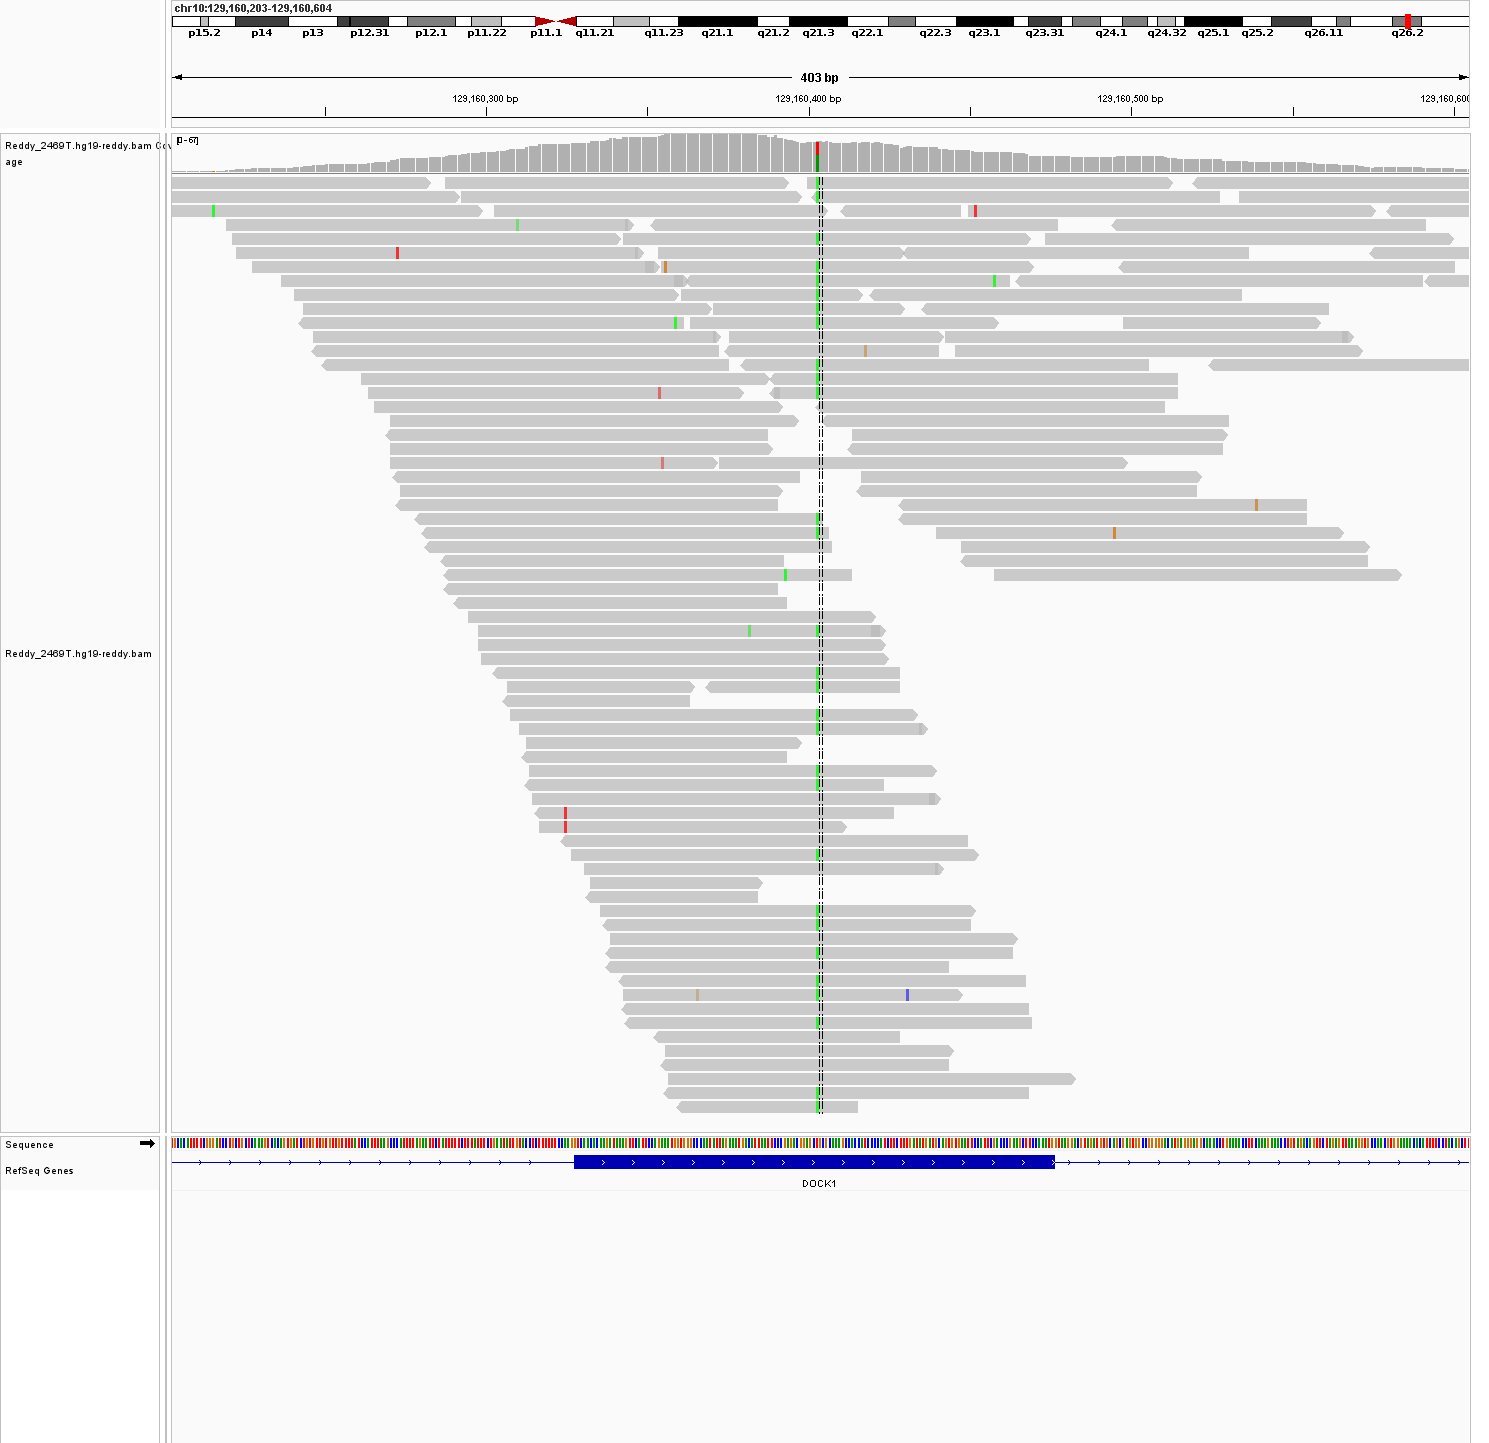 chr10:129,160,203-129,160,604
p15.2 p14 p13 p12.31 p12.1 p11.22 p11.1 q11.21 q11.23 q21.1 q21.2 q21.3 q22.1 q22.3 q23.1 q23.31 q24.1 q24.32 q25.1 q25.2 q26.11 q26.2
403 bp
129,160,300 bp 129,160,400 bp 129,160,500 bp 129,160,600
Reddy_2469T.hg19-reddy.bam Cov [0 - 67]
age
Reddy_2469T.hg19-reddy.bam
Sequence
RefSeq Genes
DOCK1